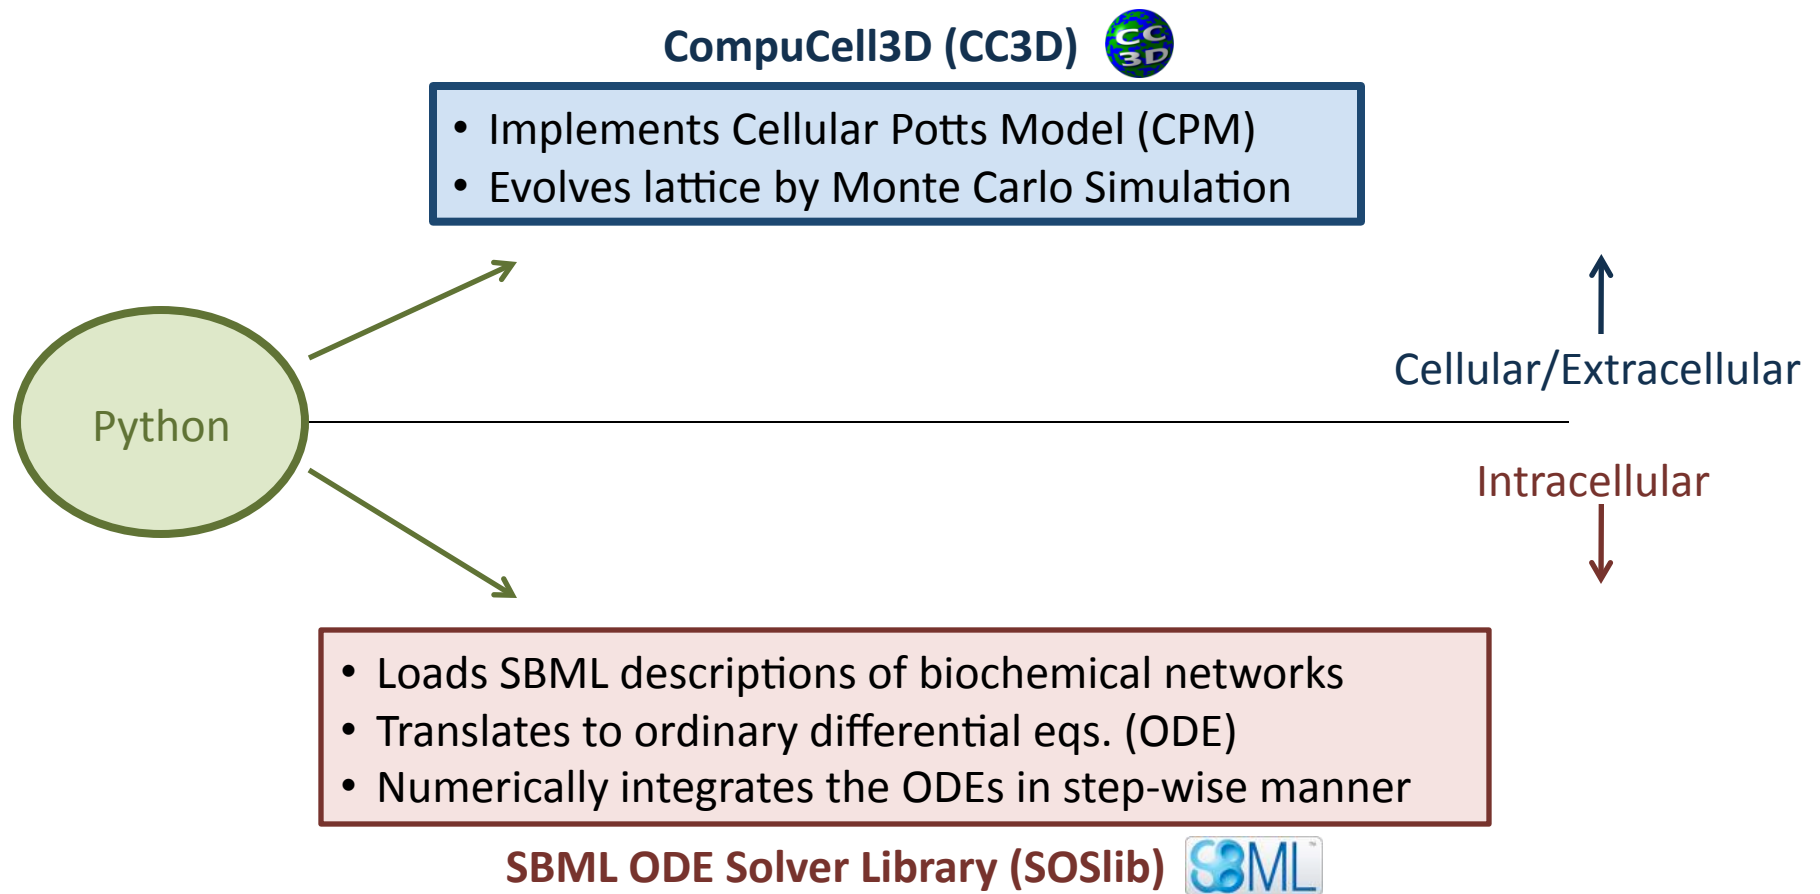 CompuCell3D (CC3D)
CC
3D
• Implements Cellular Potts Model (CPM)
• Evolves lattice by Monte Carlo Simulation
Cellular/Extracellular
Python
Intracellular
• Loads SBML descriptions of biochemical networks
• Translates to ordinary differential eqs. (ODE)
• Numerically integrates the ODEs in step-wise manner
SBML ODE Solver Library (SOSlib)
SBML™